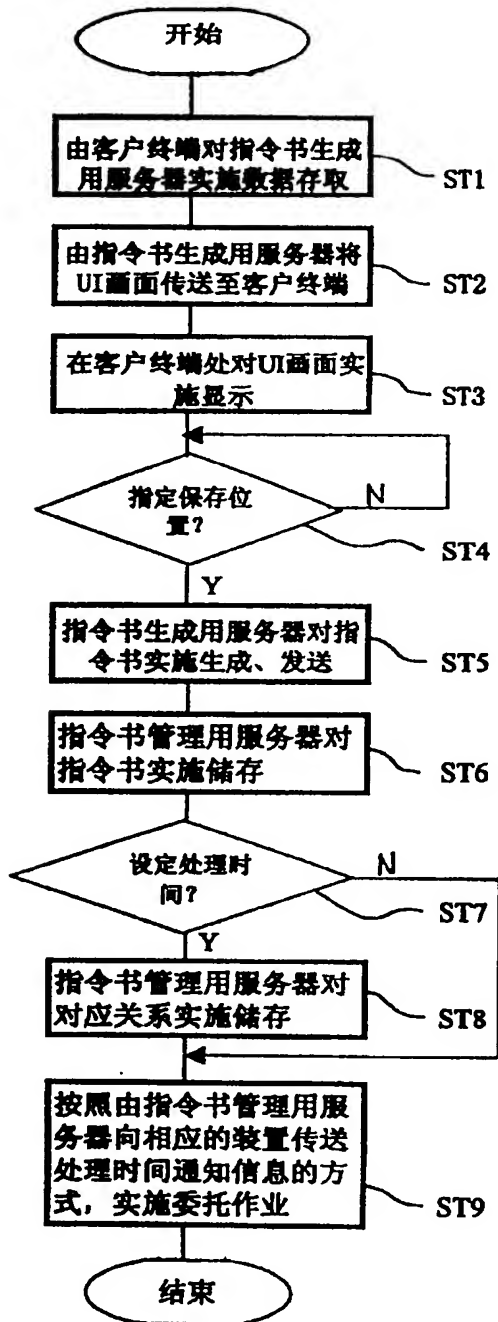 开始
由客户终端对指令书生成
用服务器实施数据存取
ST1
由指令书生成用服务器将
UI画面传送至客户终端
ST2
在客户终端处对UI画面实
施显示
ST3
指定保存位
置？
N
ST4
Y
指令书生成用服务器对指
令书实施生成、发送
ST5
指令书管理用服务器对
指令书实施储存
ST6
设定处理时
间？
N
ST7
Y
指令书管理用服务器对
对应关系实施储存
ST8
按照由指令书管理用服
务器向相应的装置传送
处理时间通知信息的方
式，实施委托作业
ST9
结束